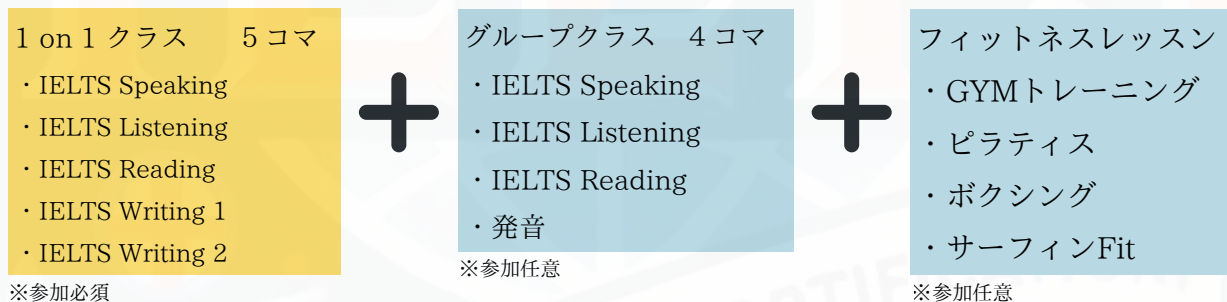 1 on 1 クラス　　5コマ
・IELTS Speaking
・IELTS Listening
・IELTS Reading
・IELTS Writing 1
・IELTS Writing 2
※参加必須
グループクラス　4コマ
・IELTS Speaking
・IELTS Listening
・IELTS Reading
・発音
※参加任意
フィットネスレッスン
・GYMトレーニング
・ピラティス
・ボクシング
・サーフィンFit
※参加任意